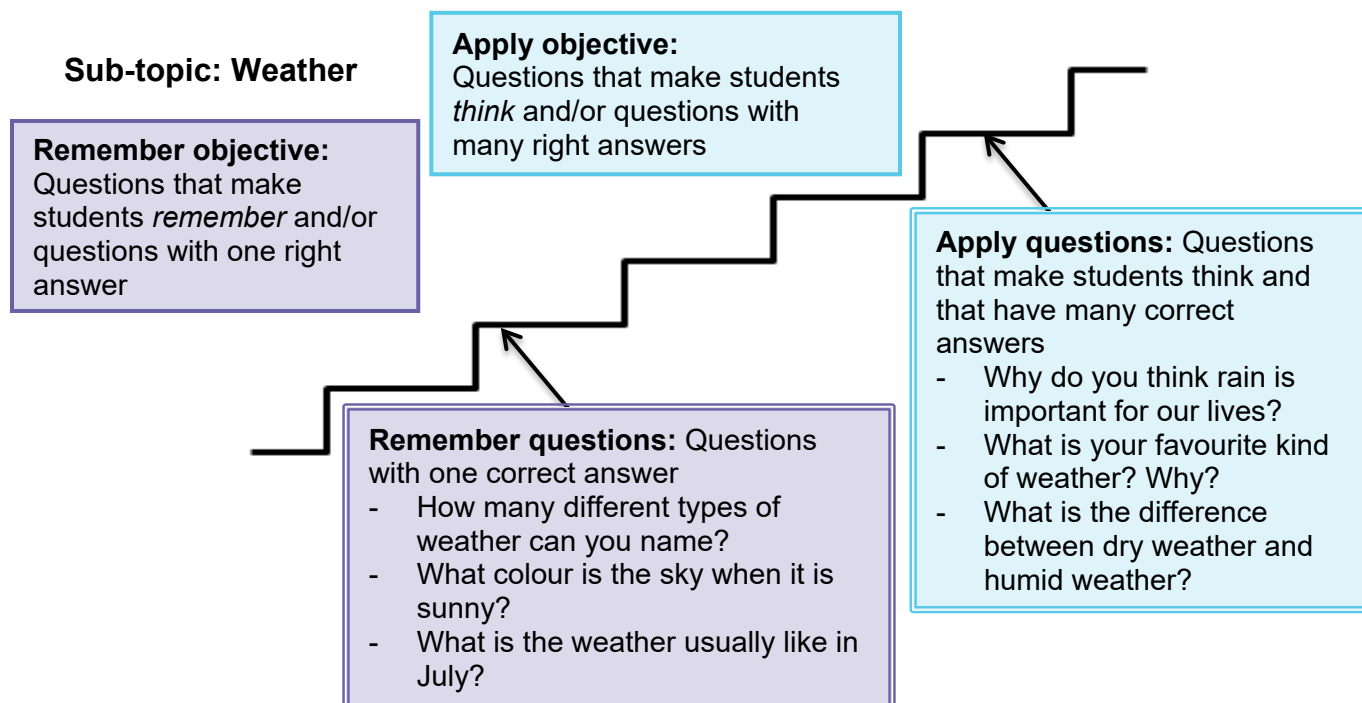 Sub-topic: Weather
Remember objective:
Questions that make
students remember and/or
questions with one right
answer
Apply objective:
Questions that make students
think and/or questions with
many right answers
Remember questions: Questions
with one correct answer
- How many different types of
weather can you name?
- What colour is the sky when it is
sunny?
- What is the weather usually like in
July?
Apply questions: Questions
that make students think and
that have many correct
answers
- Why do you think rain is
important for our lives?
- What is your favourite kind
of weather? Why?
- What is the difference
between dry weather and
humid weather?